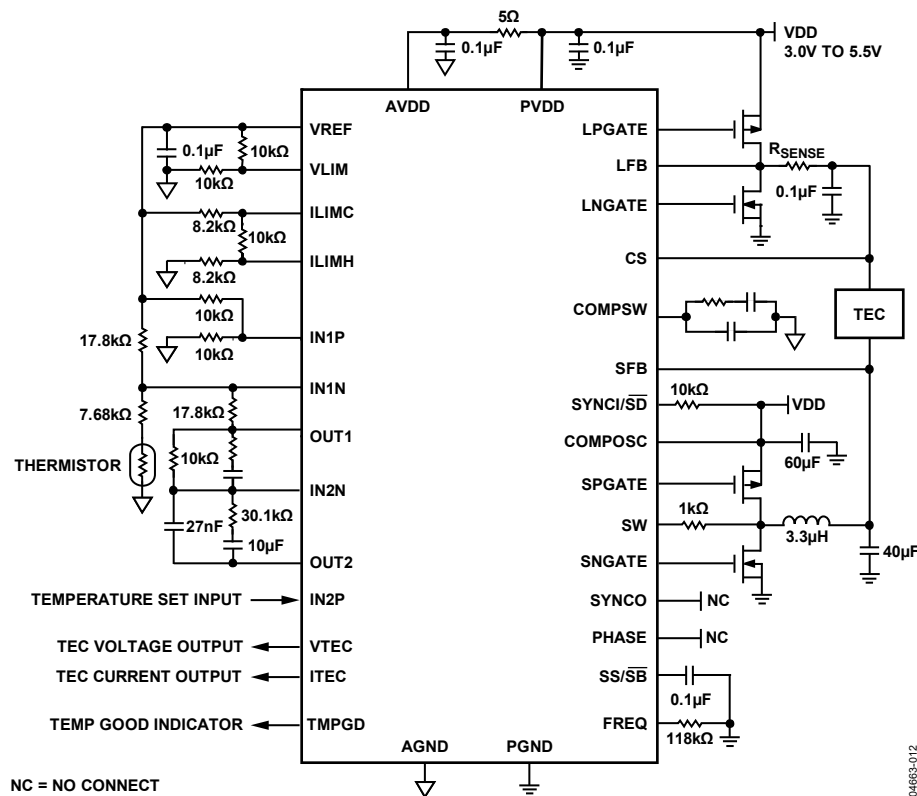 5Ω
VDD
3.0V TO 5.5V
0.1µF
0.1µF
AVDD
PVDD
VREF
0.1µF
10kΩ
VLIM
10kΩ
ILIMC
8.2kΩ
10kΩ
ILIMH
8.2kΩ
10kΩ
IN1P
10kΩ
17.8kΩ
IN1N
7.68kΩ
17.8kΩ
OUT1
THERMISTOR
10kΩ
IN2N
27nF
30.1kΩ
10µF
OUT2
TEMPERATURE SET INPUT
IN2P
TEC VOLTAGE OUTPUT
VTEC
TEC CURRENT OUTPUT
ITEC
TEMP GOOD INDICATOR
TMPGD
AGND
PGND
LPGATE
LFB
RSENSE
0.1µF
LNGATE
CS
COMPSW
TEC
SFB
SYNCI/SD
10kΩ
VDD
COMPOSC
60µF
SPGATE
SW
1kΩ
3.3µH
40µF
SNGATE
SYNCO
NC
PHASE
NC
SS/SB
0.1µF
FREQ
118kΩ
NC = NO CONNECT
04663-012